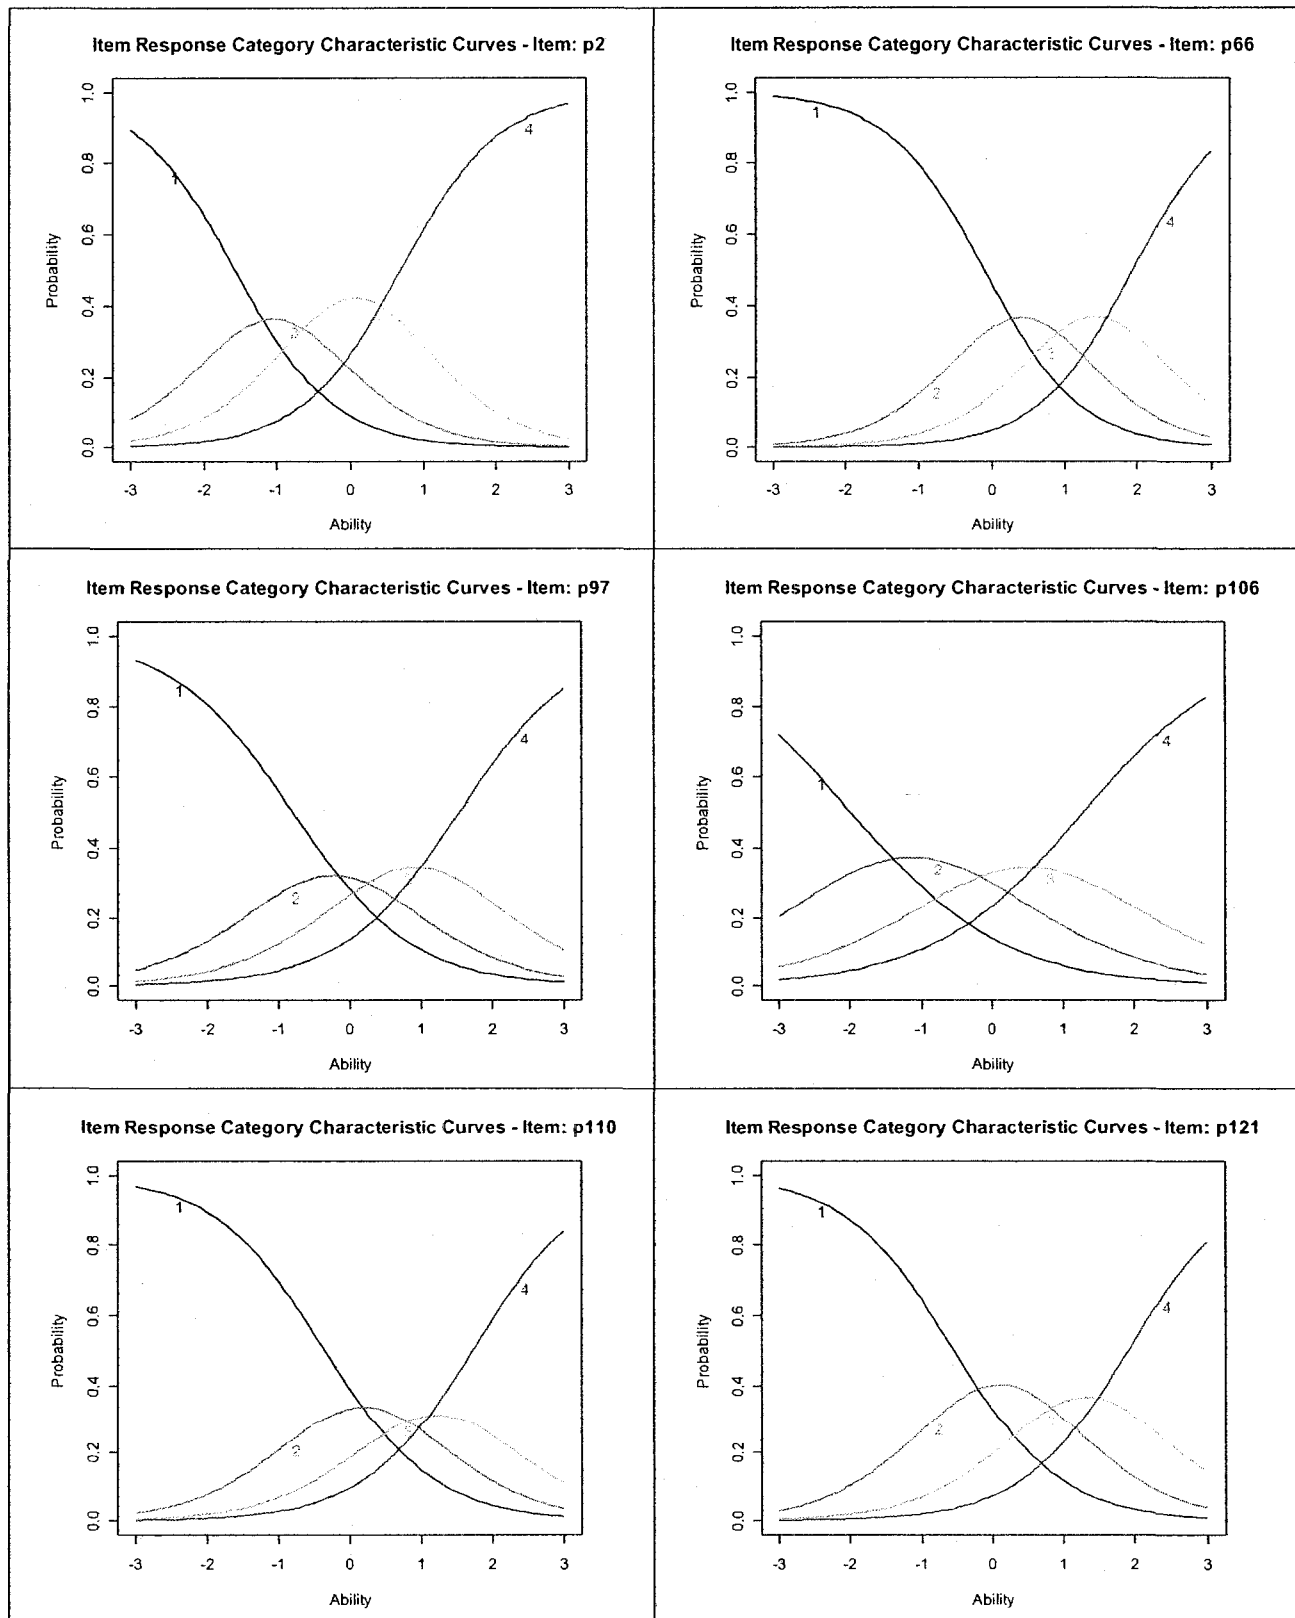 Item Response Category Characteristic Curves - Item: p2
Probability
1.0
0.8
0.6
0.4
0.2
0.0
1
2
4
-3 -2 -1 0 1 2 3
Ability
Item Response Category Characteristic Curves - Item: p66
Probability
1.0
0.8
0.6
0.4
0.2
0.0
1
2
3
4
-3 -2 -1 0 1 2 3
Ability
Item Response Category Characteristic Curves - Item: p97
Probability
1.0
0.8
0.6
0.4
0.2
0.0
1
2
4
-3 -2 -1 0 1 2 3
Ability
Item Response Category Characteristic Curves - Item: p106
Probability
1.0
0.8
0.6
0.4
0.2
0.0
1
2
3
4
-3 -2 -1 0 1 2 3
Ability
Item Response Category Characteristic Curves - Item: p110
Probability
1.0
0.8
0.6
0.4
0.2
0.0
1
2
4
-3 -2 -1 0 1 2 3
Ability
Item Response Category Characteristic Curves - Item: p121
Probability
1.0
0.8
0.6
0.4
0.2
0.0
1
2
4
-3 -2 -1 0 1 2 3
Ability